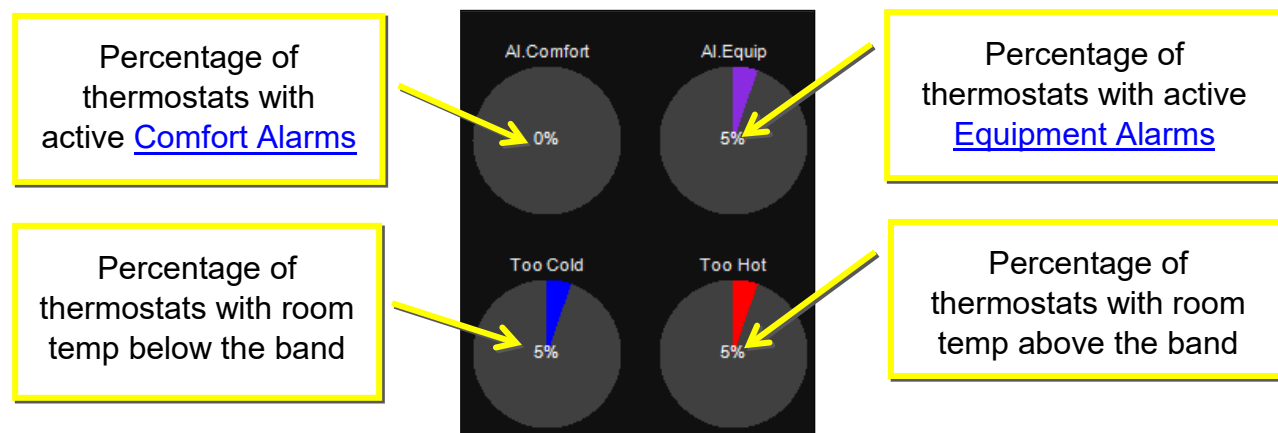 Percentage of
thermostats with
active Comfort Alarms
Al.Comfort
0%
Al.Equip
5%
Percentage of
thermostats with active
Equipment Alarms
Percentage of
thermostats with room
temp below the band
Too Cold
5%
Too Hot
5%
Percentage of
thermostats with room
temp above the band